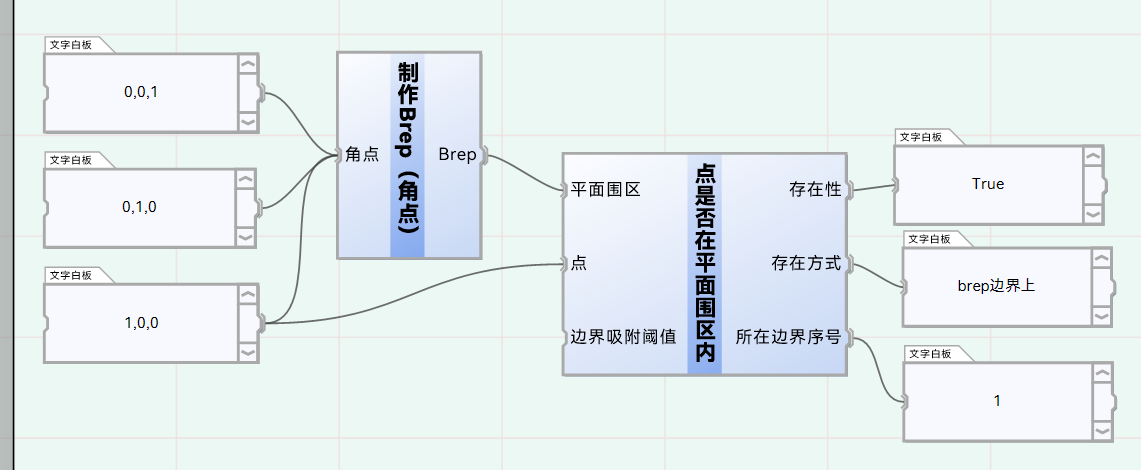 文字白板
0,0,1
文字白板
0,1,0
文字白板
1,0,0
制作Brep（角点）
角点
Brep
点是否在平面围区内
平面围区
点
边界吸附阈值
存在性
存在方式
所在边界序号
文字白板
True
文字白板
brep边界上
文字白板
1